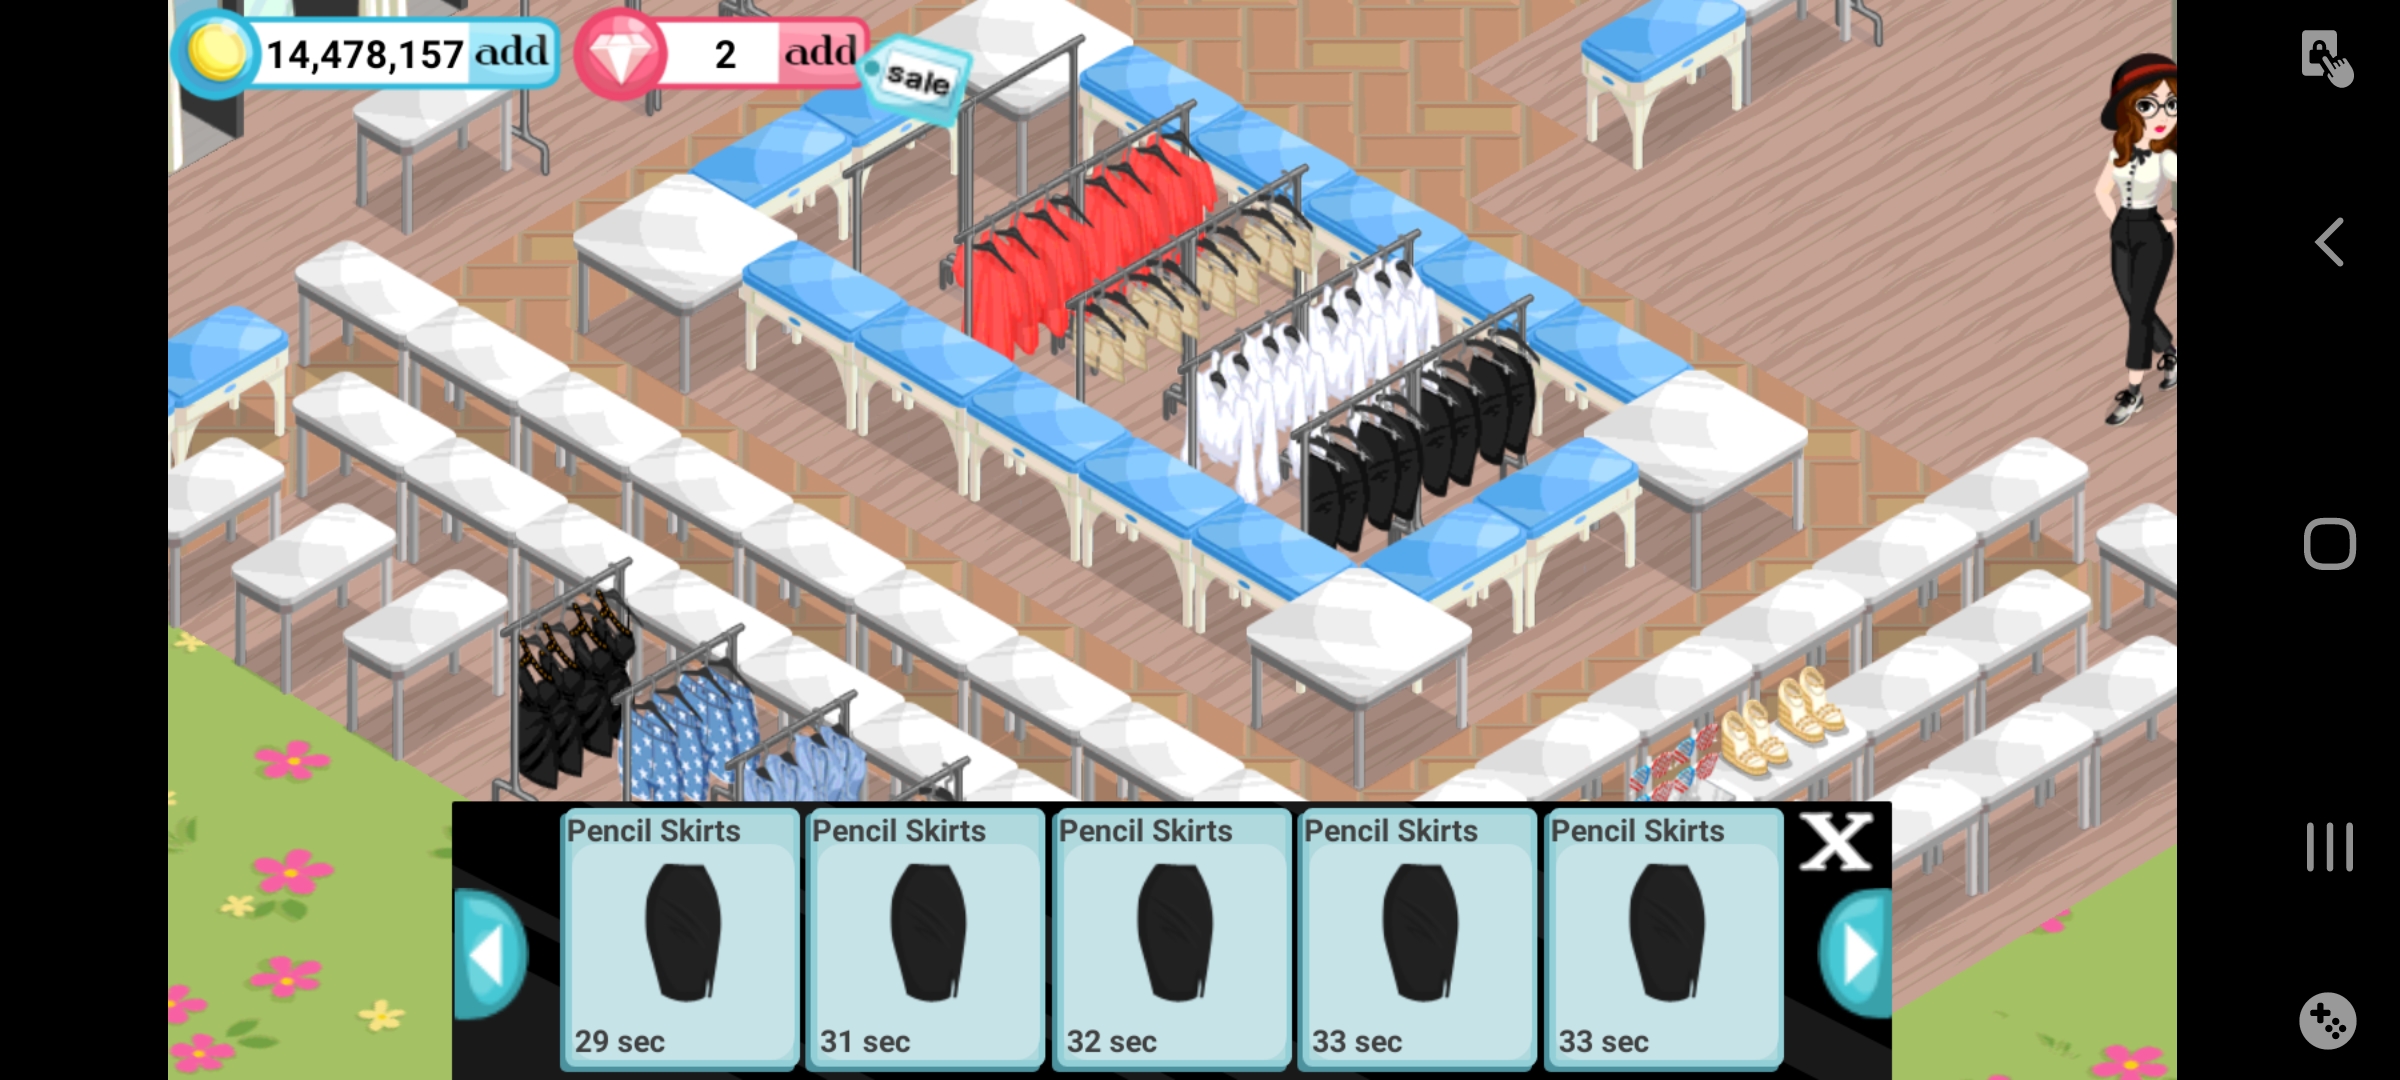 14,478,157 add
2 add
sale
Pencil Skirts
29 sec
Pencil Skirts
31 sec
Pencil Skirts
32 sec
Pencil Skirts
33 sec
Pencil Skirts
33 sec
X